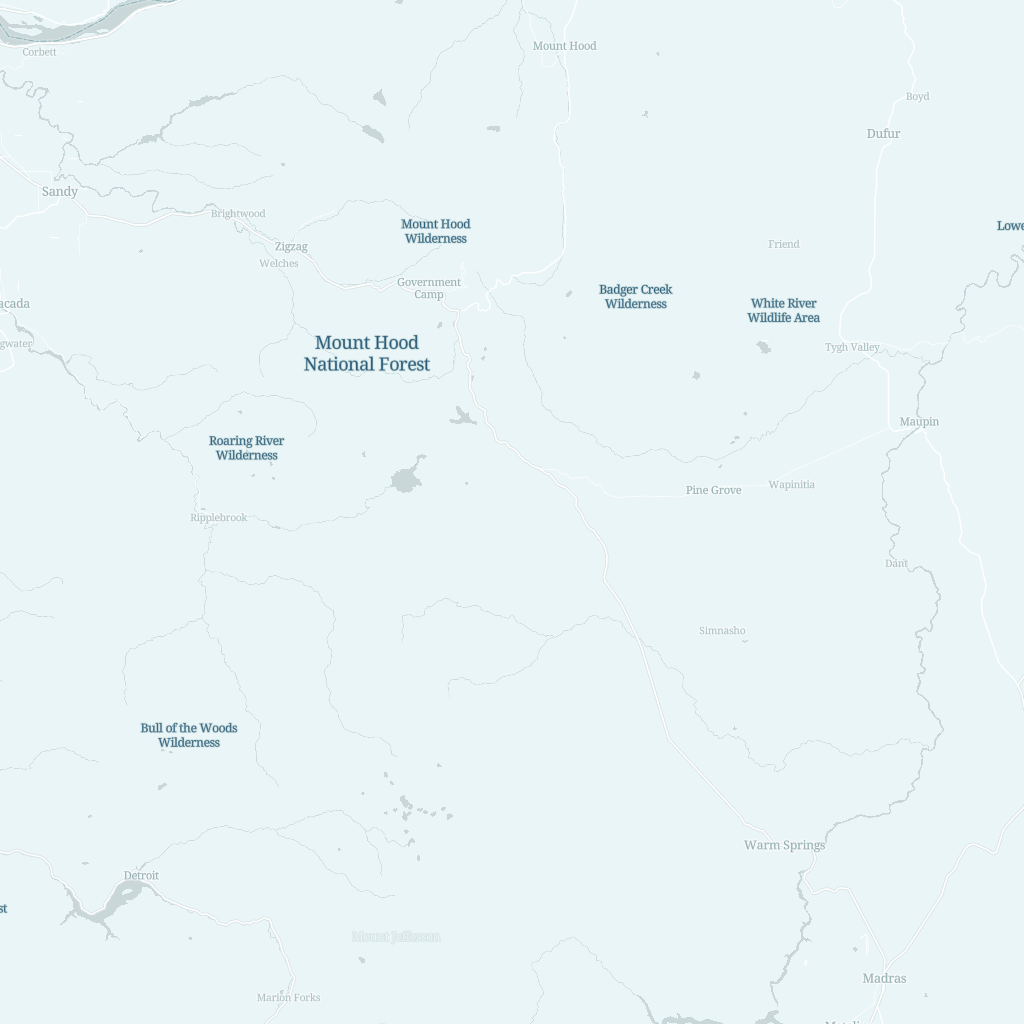 Mount Hood
Corbett
Boyd
Dufur
Sandy
Brightwood
Mount Hood
Wilderness
Lowe
Zigzag
Friend
Welches
Government
Camp
Badger Creek
Wilderness
White River
Wildlife Area
acada
gwater
Mount Hood
National Forest
Tygh Valley
Maupin
Roaring River
Wilderness
Pine Grove
Wapinitia
Ripplebrook
Dant
Simnasho
Bull of the Woods
Wilderness
Warm Springs
Detroit
st
Mount Jefferson
Madras
Marion Forks